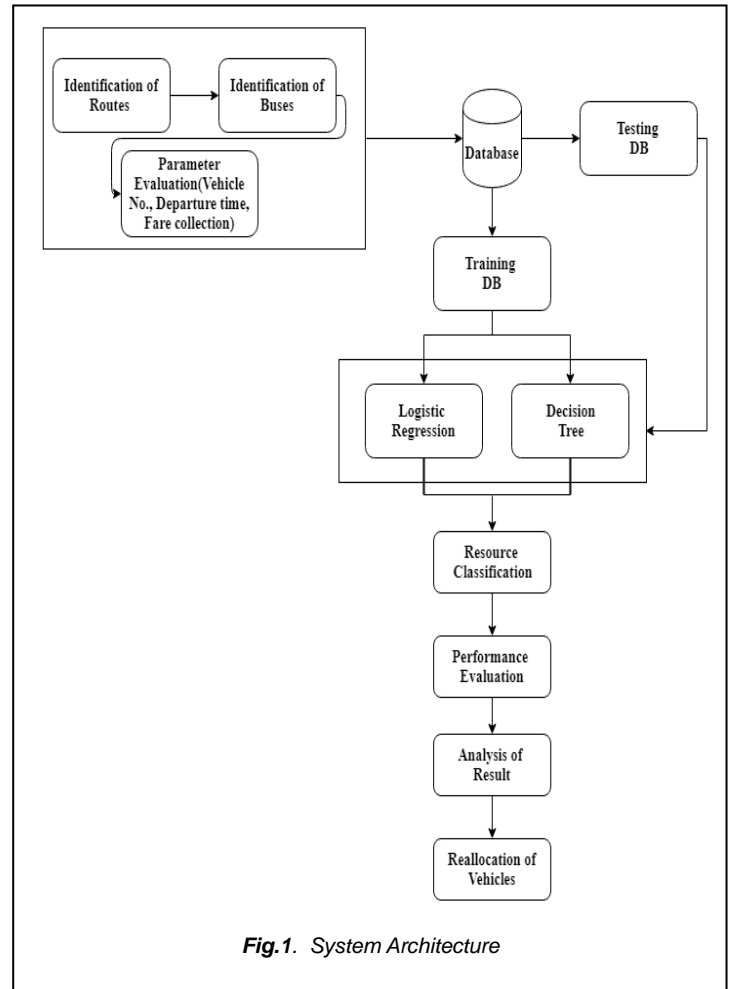 Identification of
Routes
Identification of
Buses
Parameter
Evaluation(Vehicle
No., Departure time,
Fare collection)
Database
Testing
DB
Training
DB
Logistic
Regression
Decision
Tree
Resource
Classification
Performance
Evaluation
Analysis of
Result
Reallocation of
Vehicles
Fig.1. System Architecture